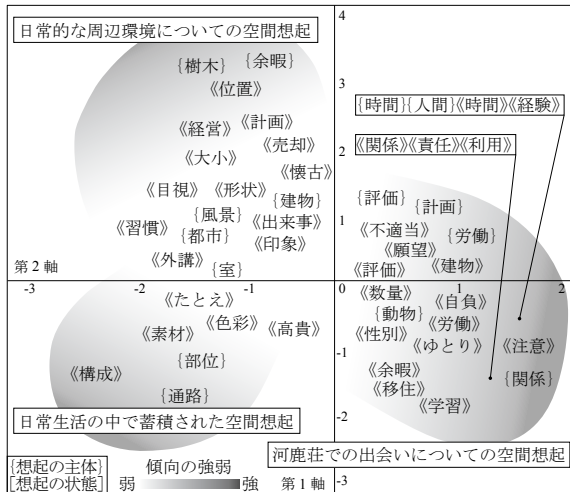 日常的な周辺環境についての空間想起
4
{樹木}
{余暇}
《位置》
3
{時間}{人間}《時間》《経験》
《経営》
《計画》
《売却》
《関係》《責任》《利用》
2
《大小》
《懐古》
《目視》
《形状》
{建物}
{評価}
{計画}
{風景}
《習慣》
《出来事》
1
《不適当》
{労働}
{都市}
《印象》
《願望》
《外講》
{室}
《評価》
《建物》
第2軸
-3
-2
-1
0
1
2
《たとえ》
《数量》
《自負》
《色彩》
《高貴》
{動物}
《労働》
《素材》
《性別》
《ゆとり》
《注意》
-1
{部位}
《構成》
《余暇》
{関係}
《移住》
{通路}
《学習》
-2
日常生活の中で蓄積された空間想起
河鹿荘での出会いについての空間想起
{想起の主体}
[想起の状態]
傾向の強弱
弱
強
第1軸
-3